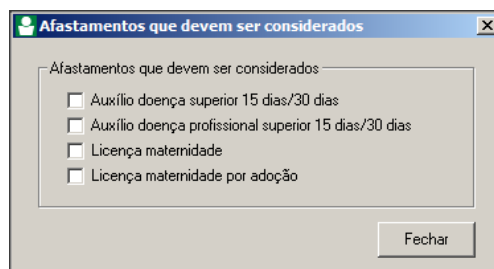 Afastamentos que devem ser considerados
Afastamentos que devem ser considerados
Auxílio doença superior 15 dias/30 dias
Auxílio doença profissional superior 15 dias/30 dias
Licença maternidade
Licença maternidade por adoção
Fechar